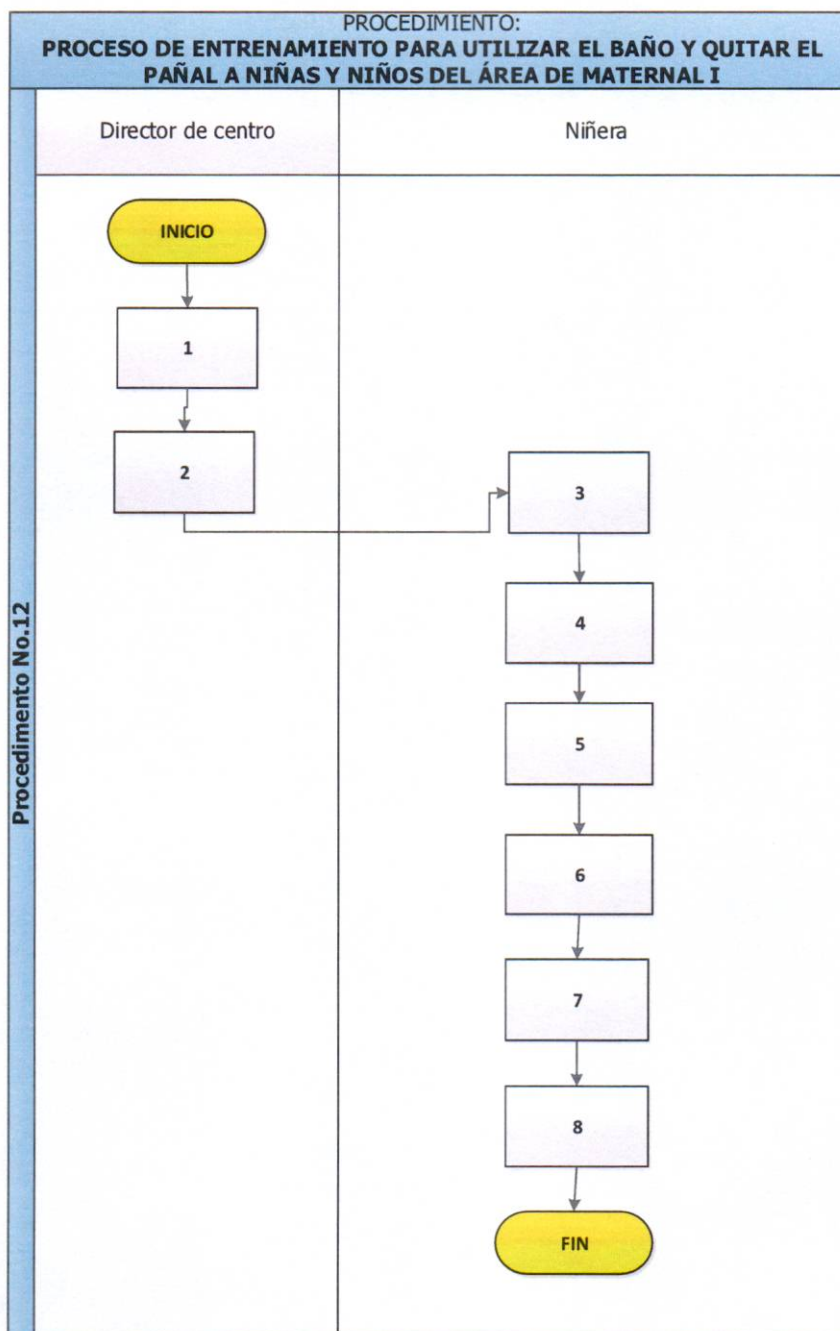 PROCEDIMIENTO:
PROCESO DE ENTRENAMIENTO PARA UTILIZAR EL BAÑO Y QUITAR EL
PAÑAL A NIÑAS Y NIÑOS DEL ÁREA DE MATERNAL I
Procedimento No.12
Director de centro
Niñera
INICIO
1
2
3
4
5
6
7
8
FIN